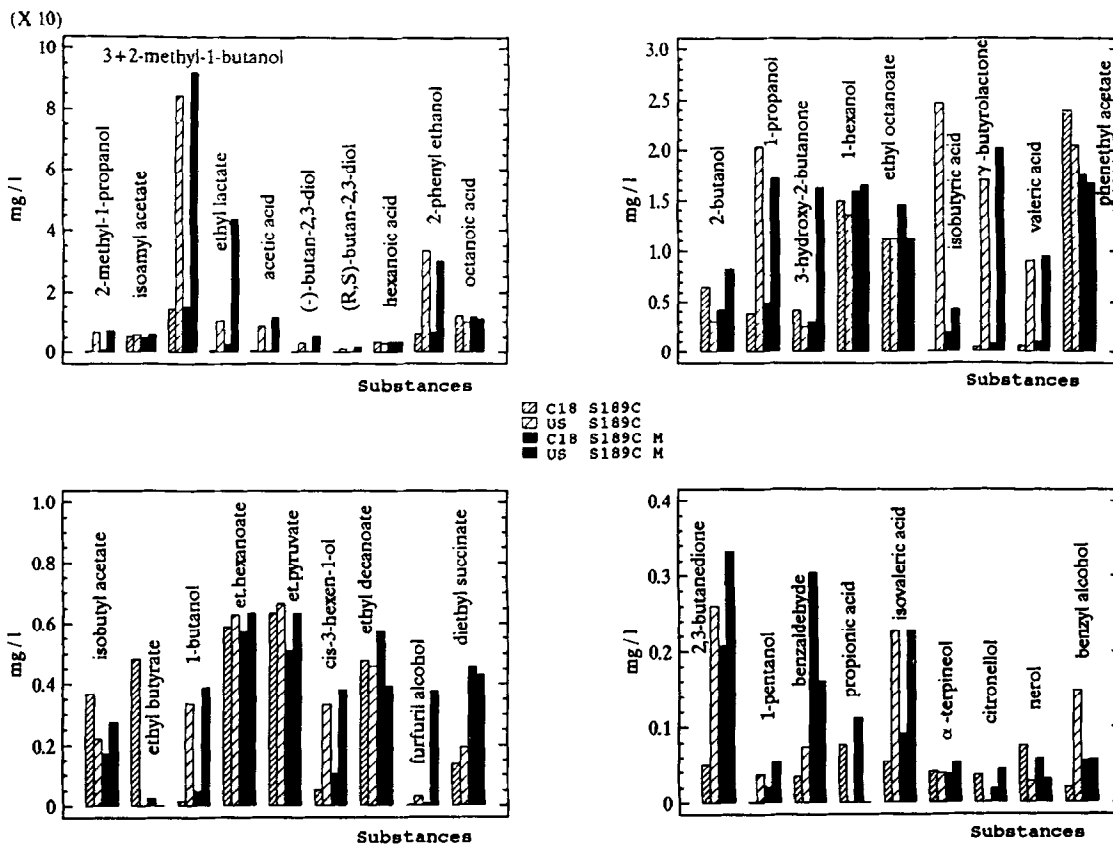 (X 10)
10
8
6
4
2
0
mg / l
3+2-methyl-1-butanol
2-methyl-1-propanol
isoamyl acetate
ethyl lactate
acetic acid
(-)-butan-2,3-diol
(R,S)-butan-2,3-diol
hexanoic acid
2-phenyl ethanol
octanoic acid
Substances
3.0
2.5
2.0
1.5
1.0
0.5
0
mg / l
2-butanol
1-propanol
3-hydroxy-2-butanone
1-hexanol
ethyl octanoate
isobutyric acid
γ -butyrolactone
valeric acid
phenethyl acetate
Substances
C18 S189C
US S189C
C18 S189C M
US S189C M
1.0
0.8
0.6
0.4
0.2
0
mg / l
isobutyl acetate
ethyl butyrate
1-butanol
et.hexanoate
et.pyruvate
cis-3-hexen-1-ol
ethyl decanoate
furfuril alcohol
diethyl succinate
Substances
0.4
0.3
0.2
0.1
0
mg / l
2,3-butanedione
1-pentanol
benzaldehyde
propionic acid
isovaleric acid
α -terpineol
citronellol
nerol
benzyl alcohol
Substances